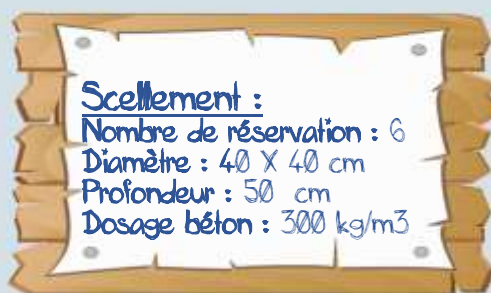 Scellement :
Nombre de réservation : 6
Diamètre : 40 X 40 cm
Profondeur : 50 cm
Dosage béton : 300 kg/m3